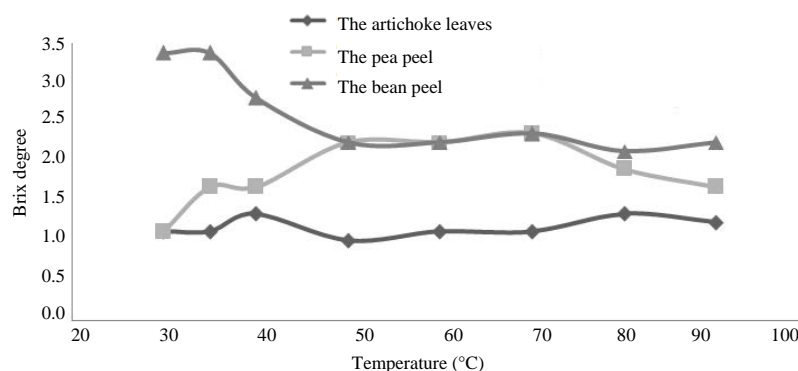 The artichoke leaves
The pea peel
The bean peel
3.5
3.0
2.5
2.0
1.5
1.0
0.5
0.0
Brix degree
20 30 40 50 60 70 80 90 100
Temperature (°C)